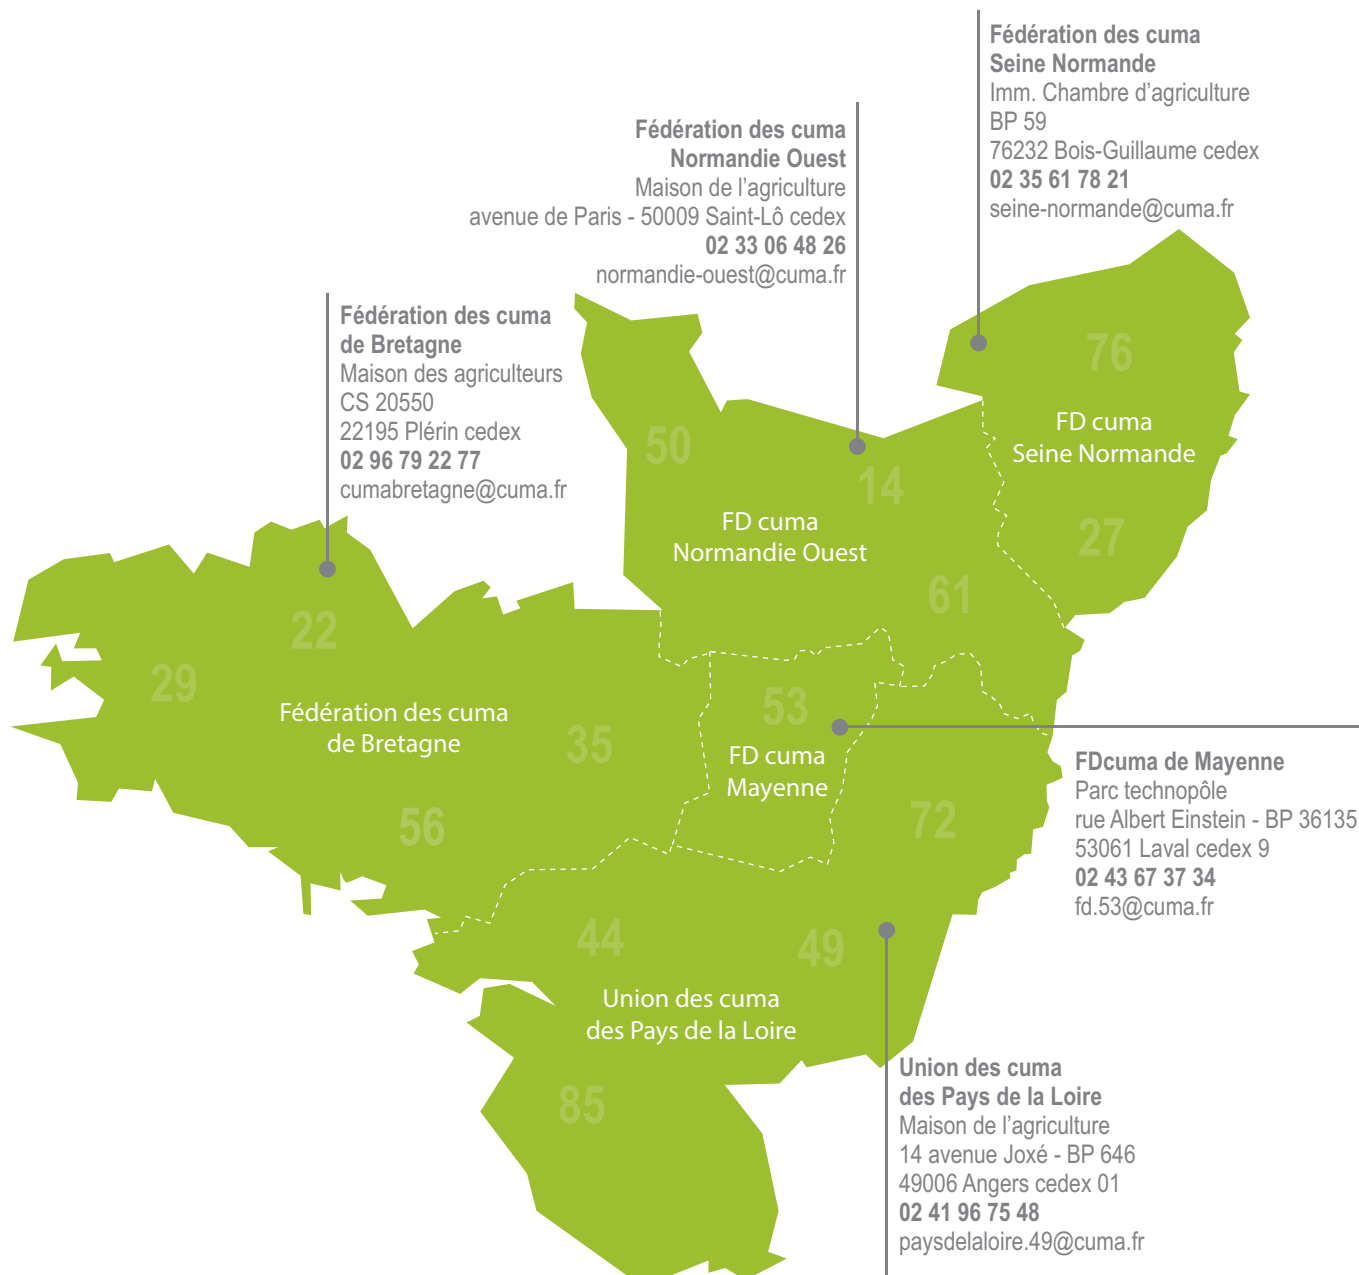 Fédération des cuma
Seine Normande
Imm. Chambre d'agriculture
BP 59
76232 Bois-Guillaume cedex
02 35 61 78 21
seine-normande@cuma.fr
Fédération des cuma
Normandie Ouest
Maison de l'agriculture
avenue de Paris - 50009 Saint-Lô cedex
02 33 06 48 26
normandie-ouest@cuma.fr
Fédération des cuma
de Bretagne
Maison des agriculteurs
CS 20550
22195 Plérin cedex
02 96 79 22 77
cumabretagne@cuma.fr
76
FD cuma
Seine Normande
27
50
14
FD cuma
Normandie Ouest
61
22
29
Fédération des cuma
de Bretagne
35
56
53
FD cuma
Mayenne
72
FDcuma de Mayenne
Parc technopôle
rue Albert Einstein - BP 36135
53061 Laval cedex 9
02 43 67 37 34
fd.53@cuma.fr
44
49
Union des cuma
des Pays de la Loire
85
Union des cuma
des Pays de la Loire
Maison de l'agriculture
14 avenue Joxé - BP 646
49006 Angers cedex 01
02 41 96 75 48
paysdelaloire.49@cuma.fr